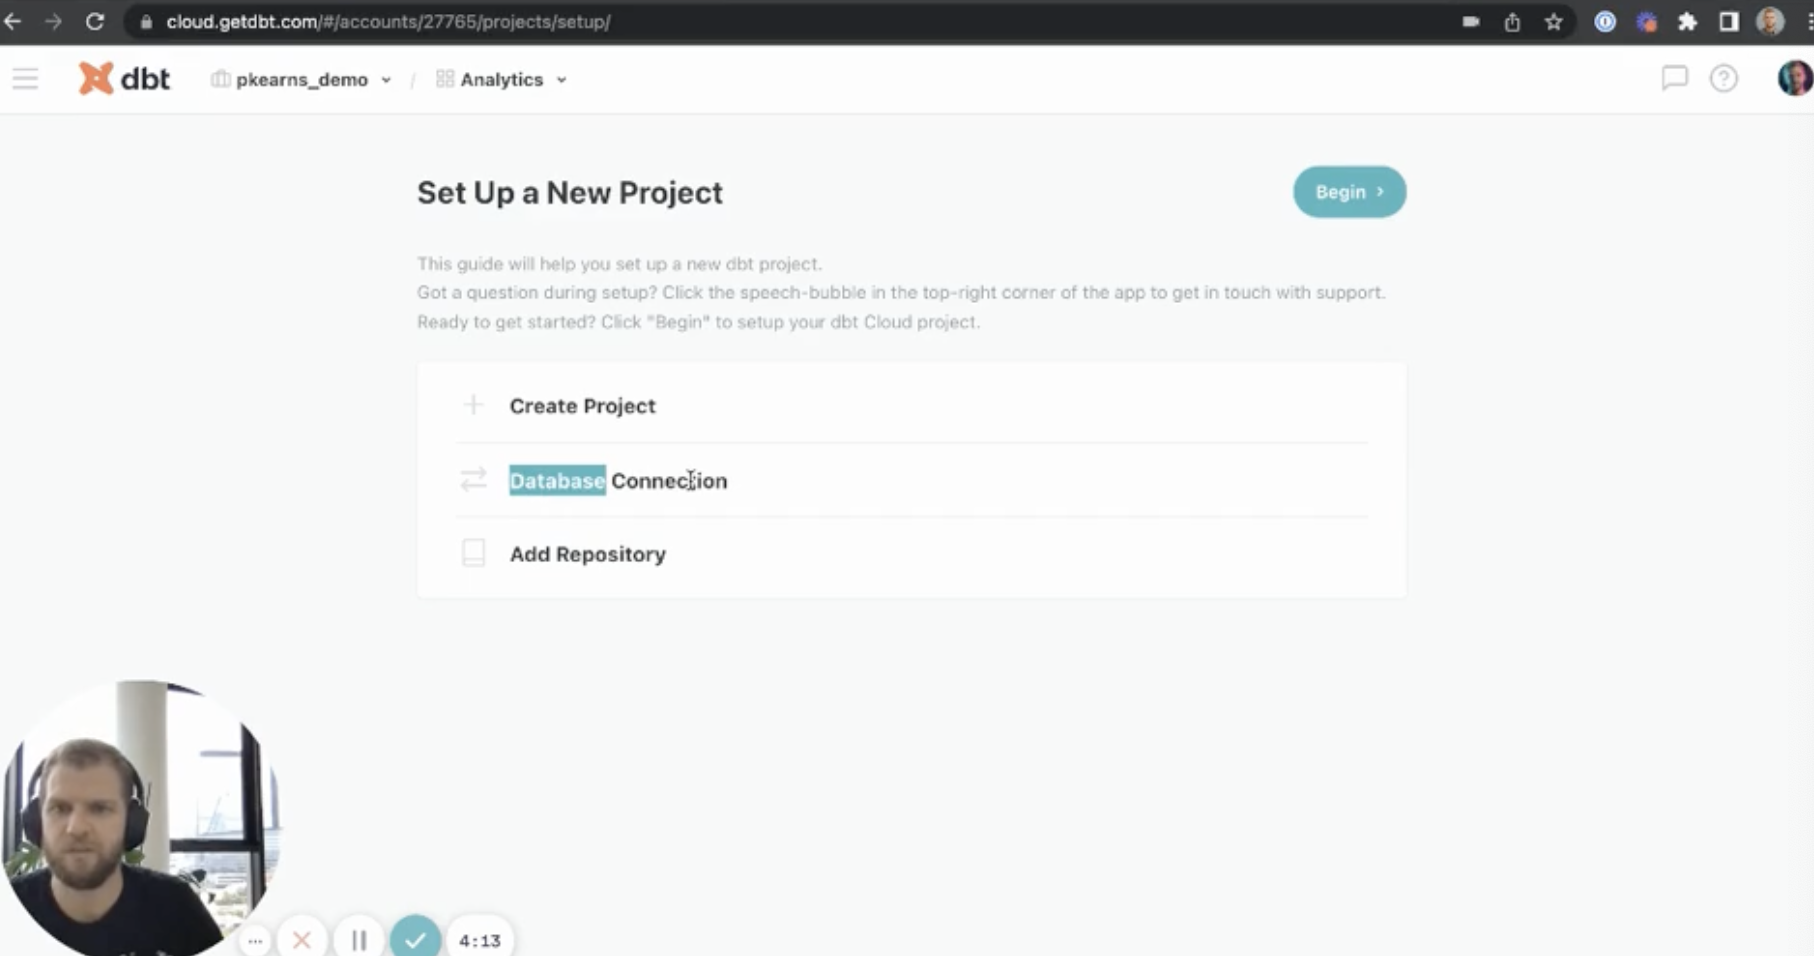 cloud.getdbt.com/#/accounts/27765/projects/setup/
dbt pkearns_demo / Analytics
Set Up a New Project
Begin
This guide will help you set up a new dbt project.
Got a question during setup? Click the speech-bubble in the top-right corner of the app to get in touch with support.
Ready to get started? Click "Begin" to setup your dbt Cloud project.
Create Project
Database Connection
Add Repository
4:13